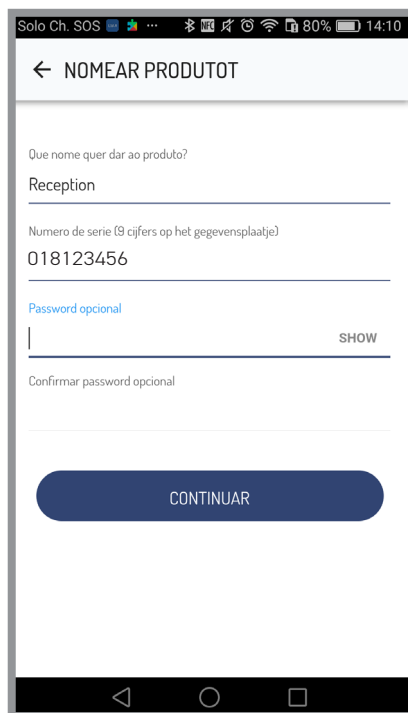 Solo Ch. SOS ... 80% 14:10
NOMEAR PRODUTOT
Que nome quer dar ao produto?
Reception
Numero de serie (9 cijfers op het gegevensplaatje)
018123456
Password opcional
SHOW
Confirmar password opcional
CONTINUAR